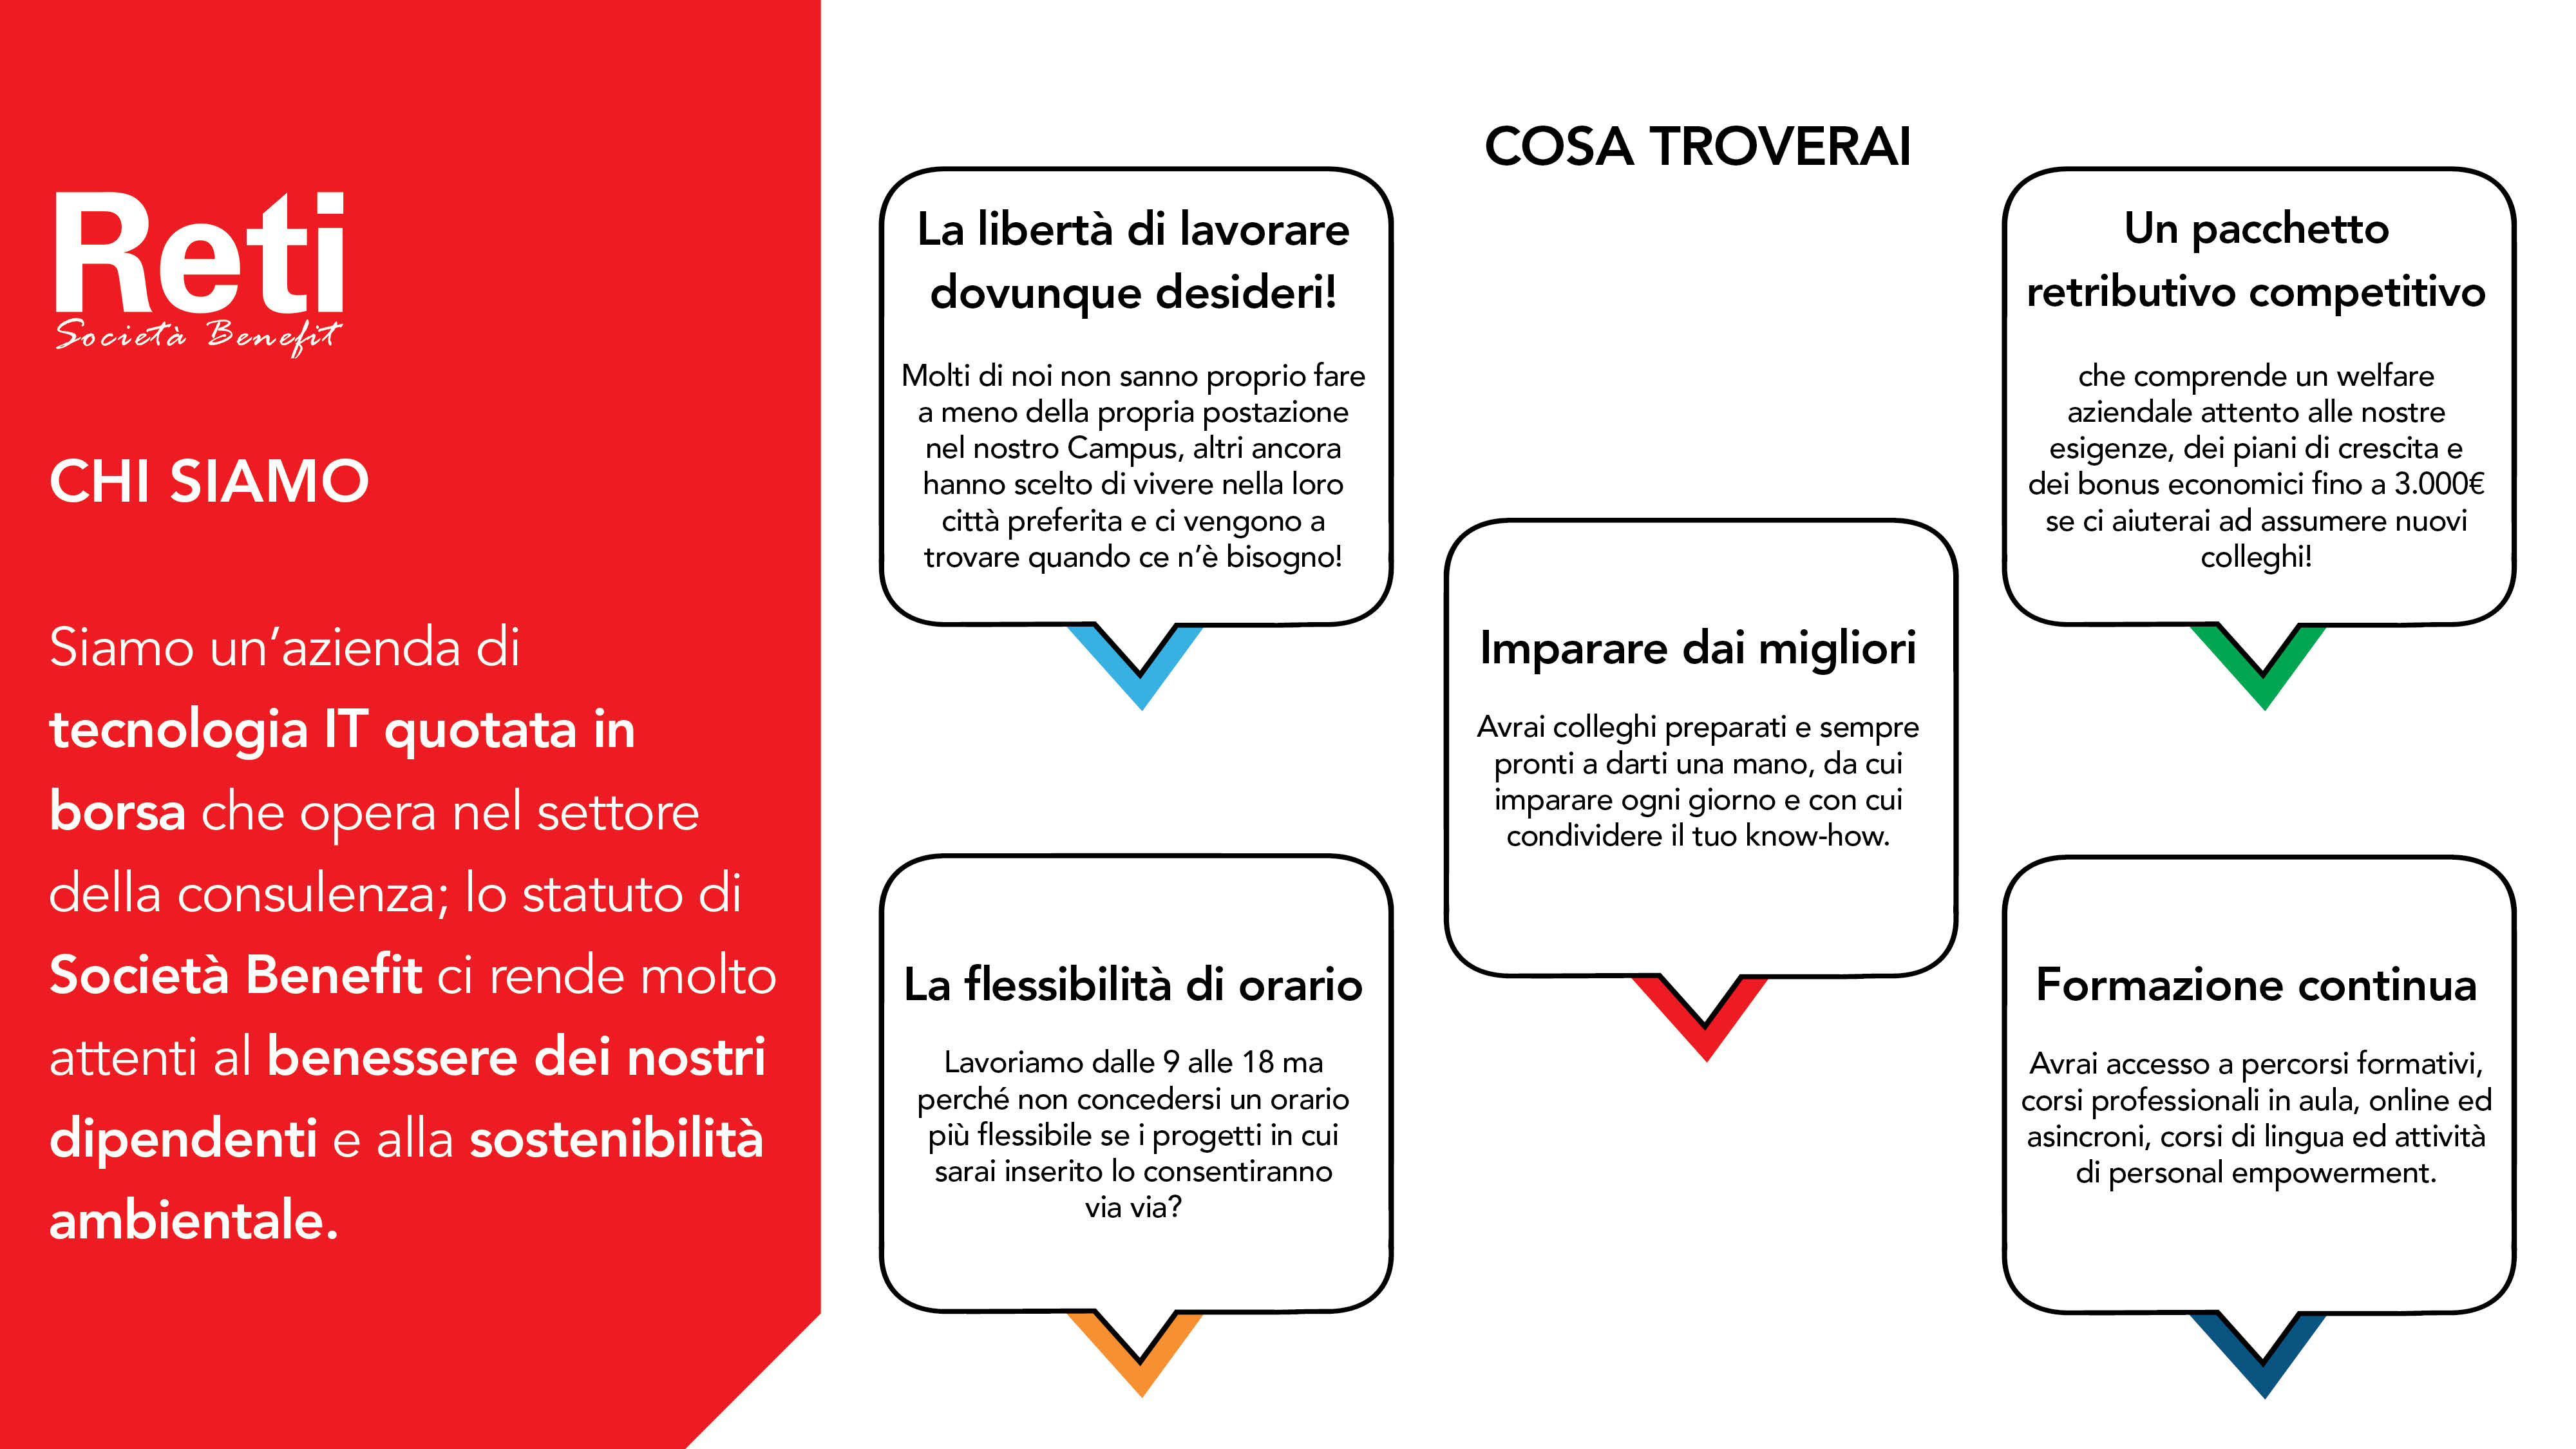 Reti
Società Benefit
CHI SIAMO
Siamo un’azienda di
tecnologia IT quotata in
borsa che opera nel settore
della consulenza; lo statuto di
Società Benefit ci rende molto
attenti al benessere dei nostri
dipendenti e alla sostenibilità
ambientale.
COSA TROVERAI
La libertà di lavorare
dovunque desideri!
Molti di noi non sanno proprio fare
a meno della propria postazione
nel nostro Campus, altri ancora
hanno scelto di vivere nella loro
città preferita e ci vengono a
trovare quando ce n’è bisogno!
La flessibilità di orario
Lavoriamo dalle 9 alle 18 ma
perché non concedersi un orario
più flessibile se i progetti in cui
sarai inserito lo consentiranno
via via?
Imparare dai migliori
Avrai colleghi preparati e sempre
pronti a darti una mano, da cui
imparare ogni giorno e con cui
condividere il tuo know-how.
Un pacchetto
retributivo competitivo
che comprende un welfare
aziendale attento alle nostre
esigenze, dei piani di crescita e
dei bonus economici fino a 3.000€
se ci aiuterai ad assumere nuovi
colleghi!
Formazione continua
Avrai accesso a percorsi formativi,
corsi professionali in aula, online ed
asincroni, corsi di lingua ed attività
di personal empowerment.